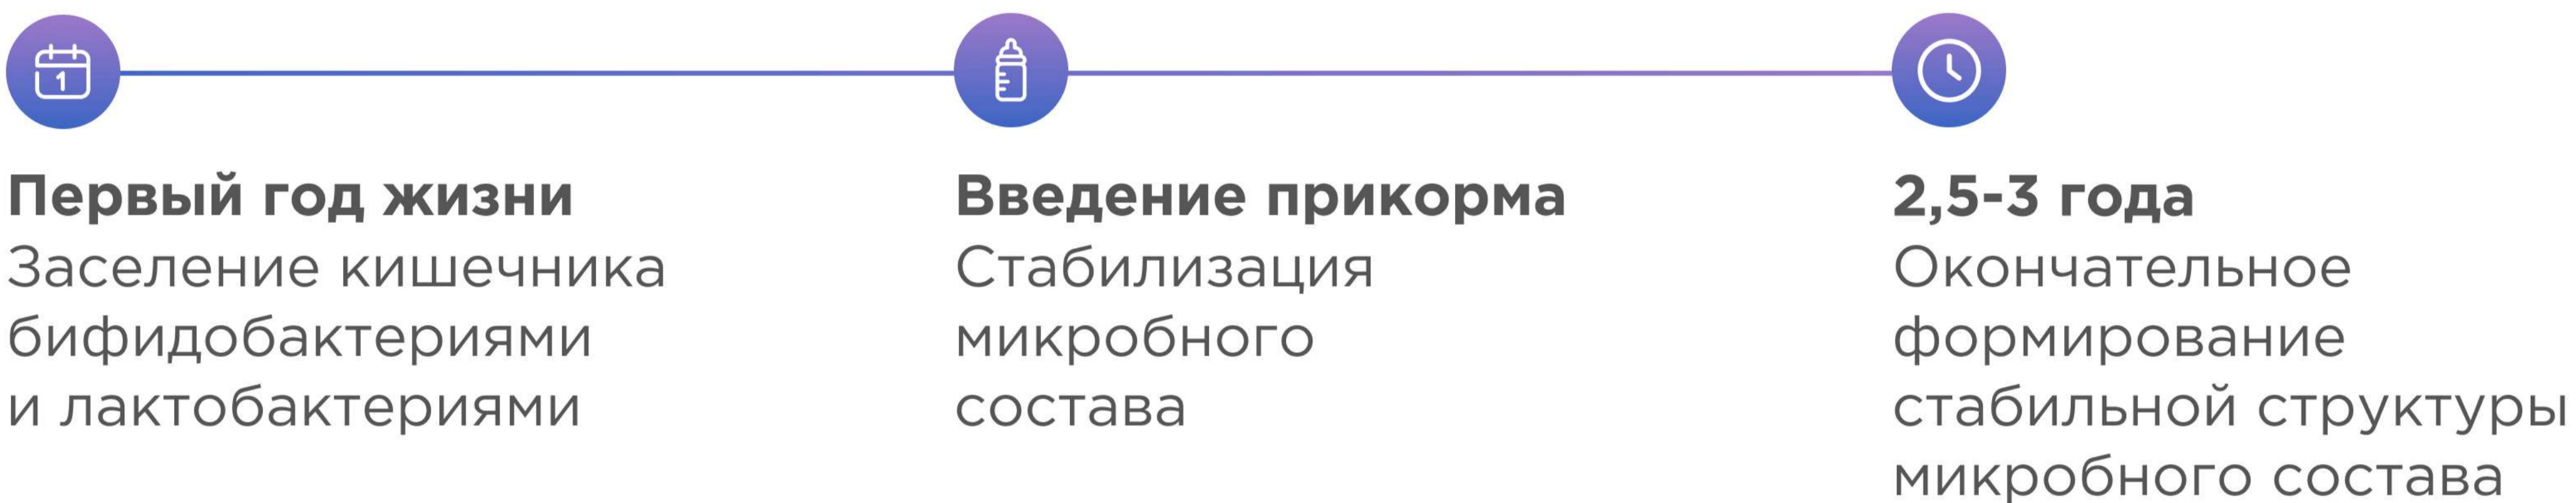 1
Первый год жизни
Заселение кишечника
бифидобактериями
и лактобактериями
Введение прикорма
Стабилизация
микробного
состава
2,5-3 года
Окончательное
формирование
стабильной структуры
микробного состава